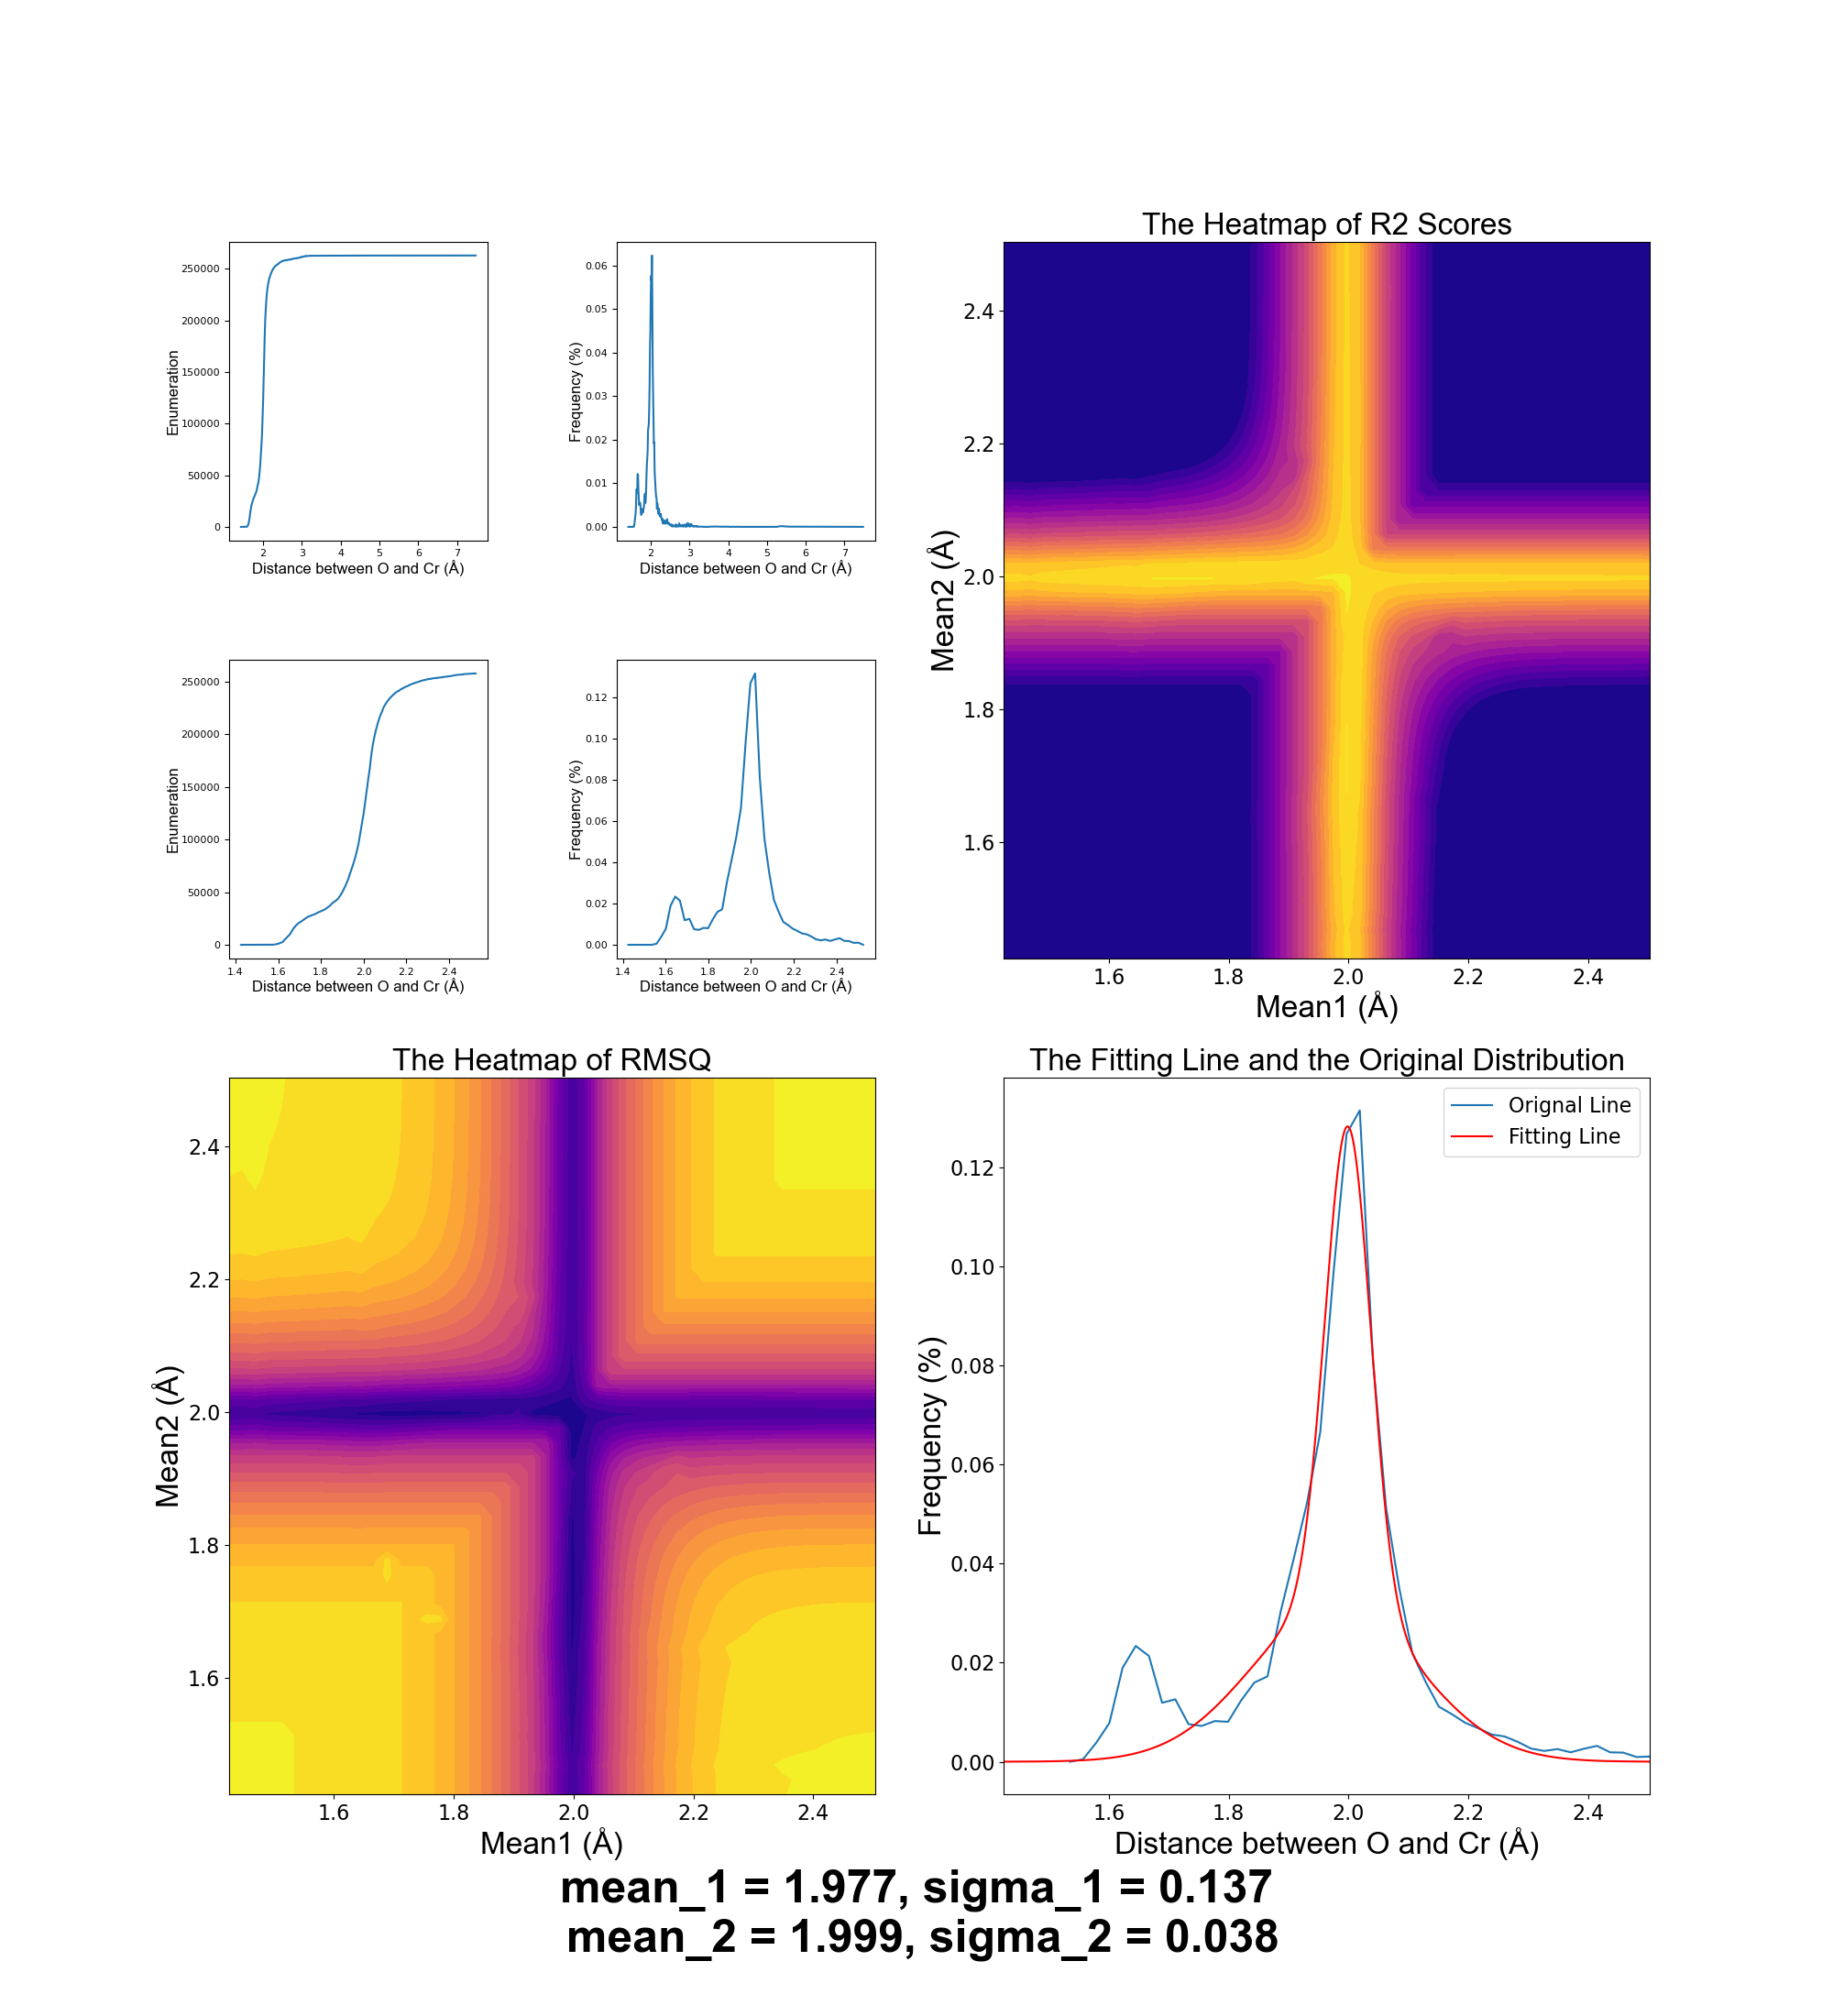 The Heatmap of R2 Scores
250000
200000
150000
100000
50000
0
Enumeration
2 3 4 5 6 7
Distance between O and Cr (Å)
0.06
0.05
0.04
0.03
0.02
0.01
0.00
Frequency (%)
2 3 4 5 6 7
Distance between O and Cr (Å)
2.4
2.2
2.0
1.8
1.6
Mean2 (Å)
1.6 1.8 2.0 2.2 2.4
Mean1 (Å)
250000
200000
150000
100000
50000
0
Enumeration
1.4 1.6 1.8 2.0 2.2 2.4
Distance between O and Cr (Å)
0.12
0.10
0.08
0.06
0.04
0.02
0.00
Frequency (%)
1.4 1.6 1.8 2.0 2.2 2.4
Distance between O and Cr (Å)
The Heatmap of RMSQ
2.4
2.2
2.0
1.8
1.6
Mean2 (Å)
1.6 1.8 2.0 2.2 2.4
Mean1 (Å)
The Fitting Line and the Original Distribution
Orignal Line
Fitting Line
0.12
0.10
0.08
0.06
0.04
0.02
0.00
Frequency (%)
1.6 1.8 2.0 2.2 2.4
Distance between O and Cr (Å)
mean_1 = 1.977, sigma_1 = 0.137
mean_2 = 1.999, sigma_2 = 0.038